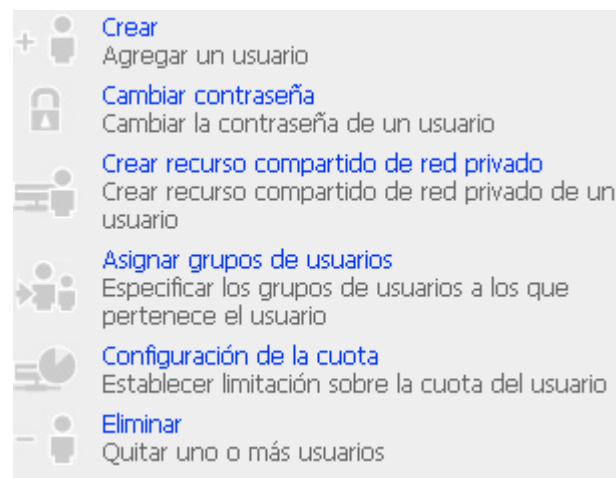 Crear
Agregar un usuario
Cambiar contraseña
Cambiar la contraseña de un usuario
Crear recurso compartido de red privado
Crear recurso compartido de red privado de un
usuario
Asignar grupos de usuarios
Especificar los grupos de usuarios a los que
pertenece el usuario
Configuración de la cuota
Establecer limitación sobre la cuota del usuario
Eliminar
Quitar uno o más usuarios